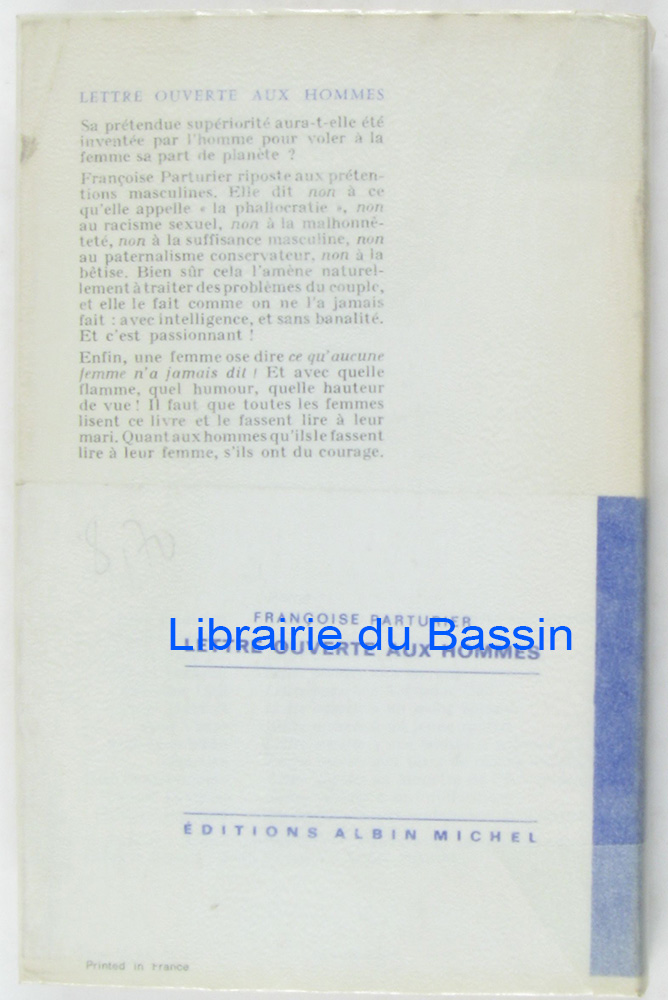 LETTRE OUVERTE AUX HOMMES
Sa prétendue supériorité aura-t-elle été
inventée par l'homme pour voler à la
femme sa part de planète ?
Françoise Parturier riposte aux préten-
tions masculines. Elle dit non à ce
qu'elle appelle « la phallocratie », non
au racisme sexuel, non à la malhonnê-
teté, non à la suffisance masculine, non
au paternalisme conservateur, non à la
bêtise. Bien sûr cela l'amène naturel-
lement à traiter des problèmes du couple,
et elle le fait comme on ne l'a jamais
fait : avec intelligence, et sans banalité.
Et c'est passionnant !
Enfin, une femme ose dire ce qu'aucune
femme n'a jamais dit ! Et avec quelle
flamme, quel humour, quelle hauteur
de vue ! Il faut que toutes les femmes
lisent ce livre et le fassent lire à leur
mari. Quant aux hommes qu'ils le fassent
lire à leur femme, s'ils ont du courage.
FRANÇOISE PARTURIER
Librairie du Bassin
LETTRE OUVERTE AUX HOMMES
ÉDITIONS ALBIN MICHEL
Printed in France